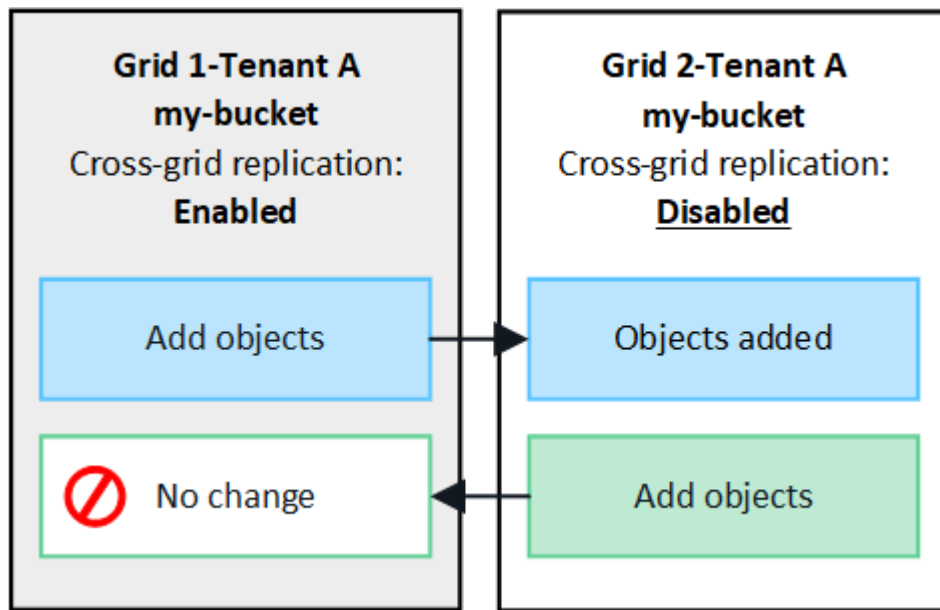 Grid 1-Tenant A
my-bucket
Cross-grid replication:
Enabled
Add objects
No change
Grid 2-Tenant A
my-bucket
Cross-grid replication:
Disabled
Objects added
Add objects